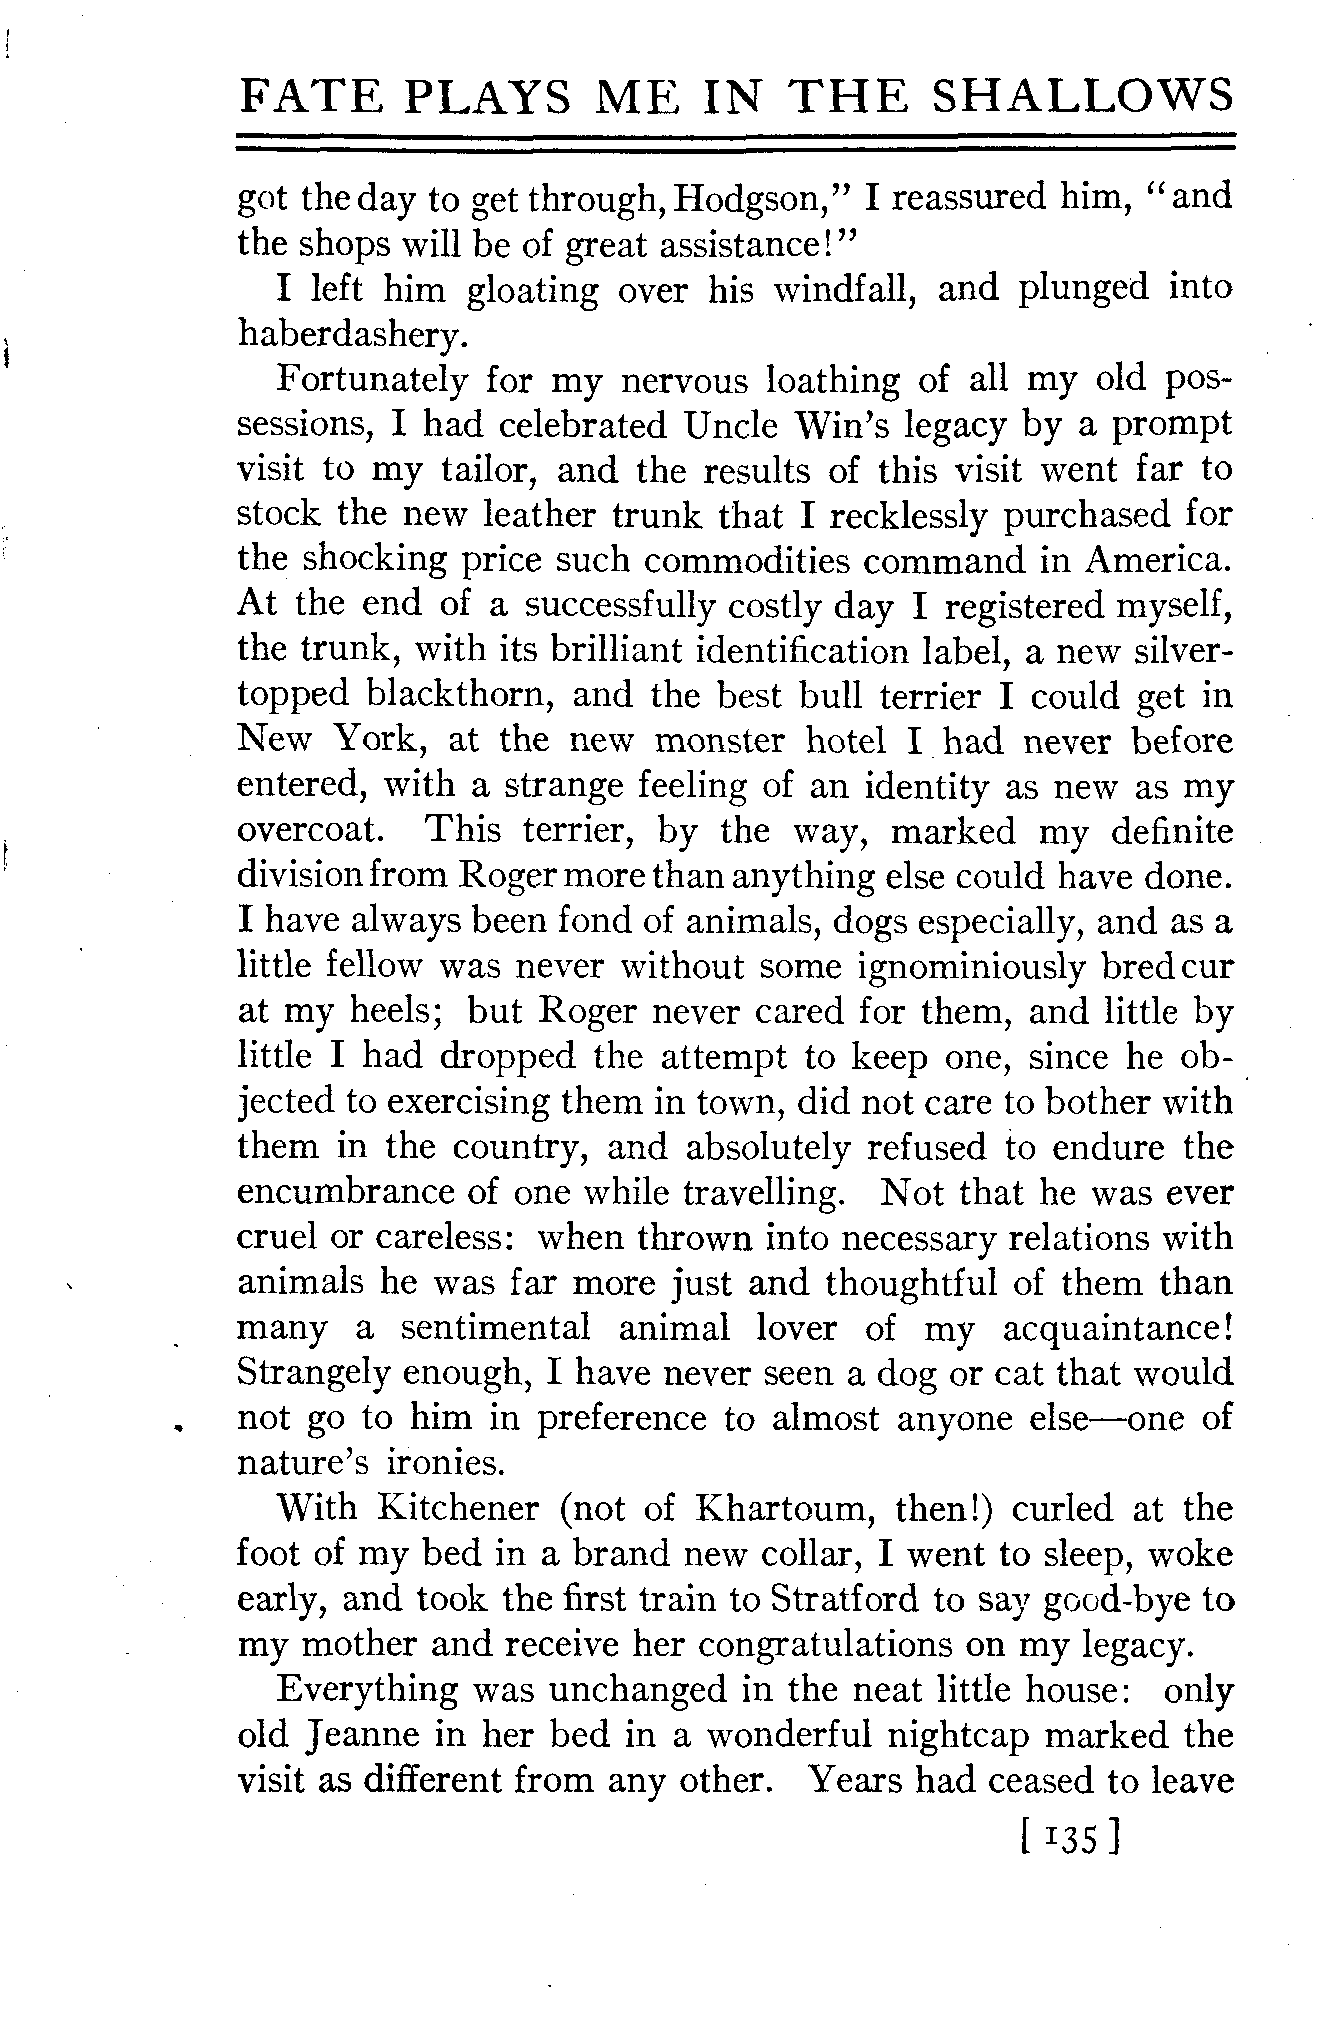 FATE PLAYS ME IN THE SHALLOWS
got the day to get through, Hodgson,” I reassured him, “and
the shops will be of great assistance!”
I left him gloating over his windfall, and plunged into
haberdashery.
Fortunately for my nervous loathing of all my old pos-
sessions, I had celebrated Uncle Win’s legacy by a prompt
visit to my tailor, and the results of this visit went far to
stock the new leather trunk that I recklessly purchased for
the shocking price such commodities command in America.
At the end of a successfully costly day I registered myself,
the trunk, with its brilliant identification label, a new silver-
topped blackthorn, and the best bull terrier I could get in
New York, at the new monster hotel I had never before
entered, with a strange feeling of an identity as new as my
overcoat. This terrier, by the way, marked my definite
division from Roger more than anything else could have done.
I have always been fond of animals, dogs especially, and as a
little fellow was never without some ignominiously bred cur
at my heels; but Roger never cared for them, and little by
little I had dropped the attempt to keep one, since he ob-
jected to exercising them in town, did not care to bother with
them in the country, and absolutely refused to endure the
encumbrance of one while travelling. Not that he was ever
cruel or careless: when thrown into necessary relations with
animals he was far more just and thoughtful of them than
many a sentimental animal lover of my acquaintance!
Strangely enough, I have never seen a dog or cat that would
not go to him in preference to almost anyone else—one of
nature’s ironies.
With Kitchener (not of Khartoum, then!) curled at the
foot of my bed in a brand new collar, I went to sleep, woke
early, and took the first train to Stratford to say good-bye to
my mother and receive her congratulations on my legacy.
Everything was unchanged in the neat little house: only
old Jeanne in her bed in a wonderful nightcap marked the
visit as different from any other. Years had ceased to leave
[ 135 ]